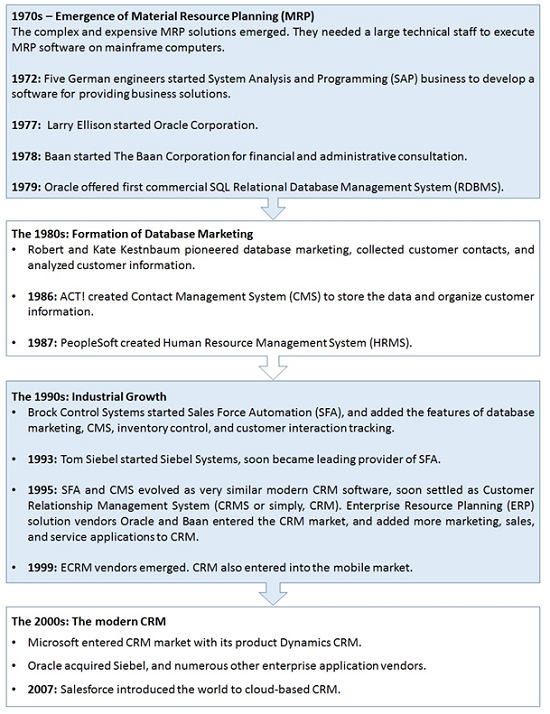 1970s – Emergence of Material Resource Planning (MRP)
The complex and expensive MRP solutions emerged. They needed a large technical staff to execute
MRP software on mainframe computers.
1972: Five German engineers started System Analysis and Programming (SAP) business to develop a
software for providing business solutions.
1977: Larry Ellison started Oracle Corporation.
1978: Baan started The Baan Corporation for financial and administrative consultation.
1979: Oracle offered first commercial SQL Relational Database Management System (RDBMS).
The 1980s: Formation of Database Marketing
• Robert and Kate Kestnbaum pioneered database marketing, collected customer contacts, and
analyzed customer information.
• 1986: ACT! created Contact Management System (CMS) to store the data and organize customer
information.
• 1987: PeopleSoft created Human Resource Management System (HRMS).
The 1990s: Industrial Growth
• Brock Control Systems started Sales Force Automation (SFA), and added the features of database
marketing, CMS, inventory control, and customer interaction tracking.
• 1993: Tom Siebel started Siebel Systems, soon became leading provider of SFA.
• 1995: SFA and CMS evolved as very similar modern CRM software, soon settled as Customer
Relationship Management System (CRMS or simply, CRM). Enterprise Resource Planning (ERP)
solution vendors Oracle and Baan entered the CRM market, and added more marketing, sales,
and service applications to CRM.
• 1999: ECRM vendors emerged. CRM also entered into the mobile market.
The 2000s: The modern CRM
• Microsoft entered CRM market with its product Dynamics CRM.
• Oracle acquired Siebel, and numerous other enterprise application vendors.
• 2007: Salesforce introduced the world to cloud-based CRM.